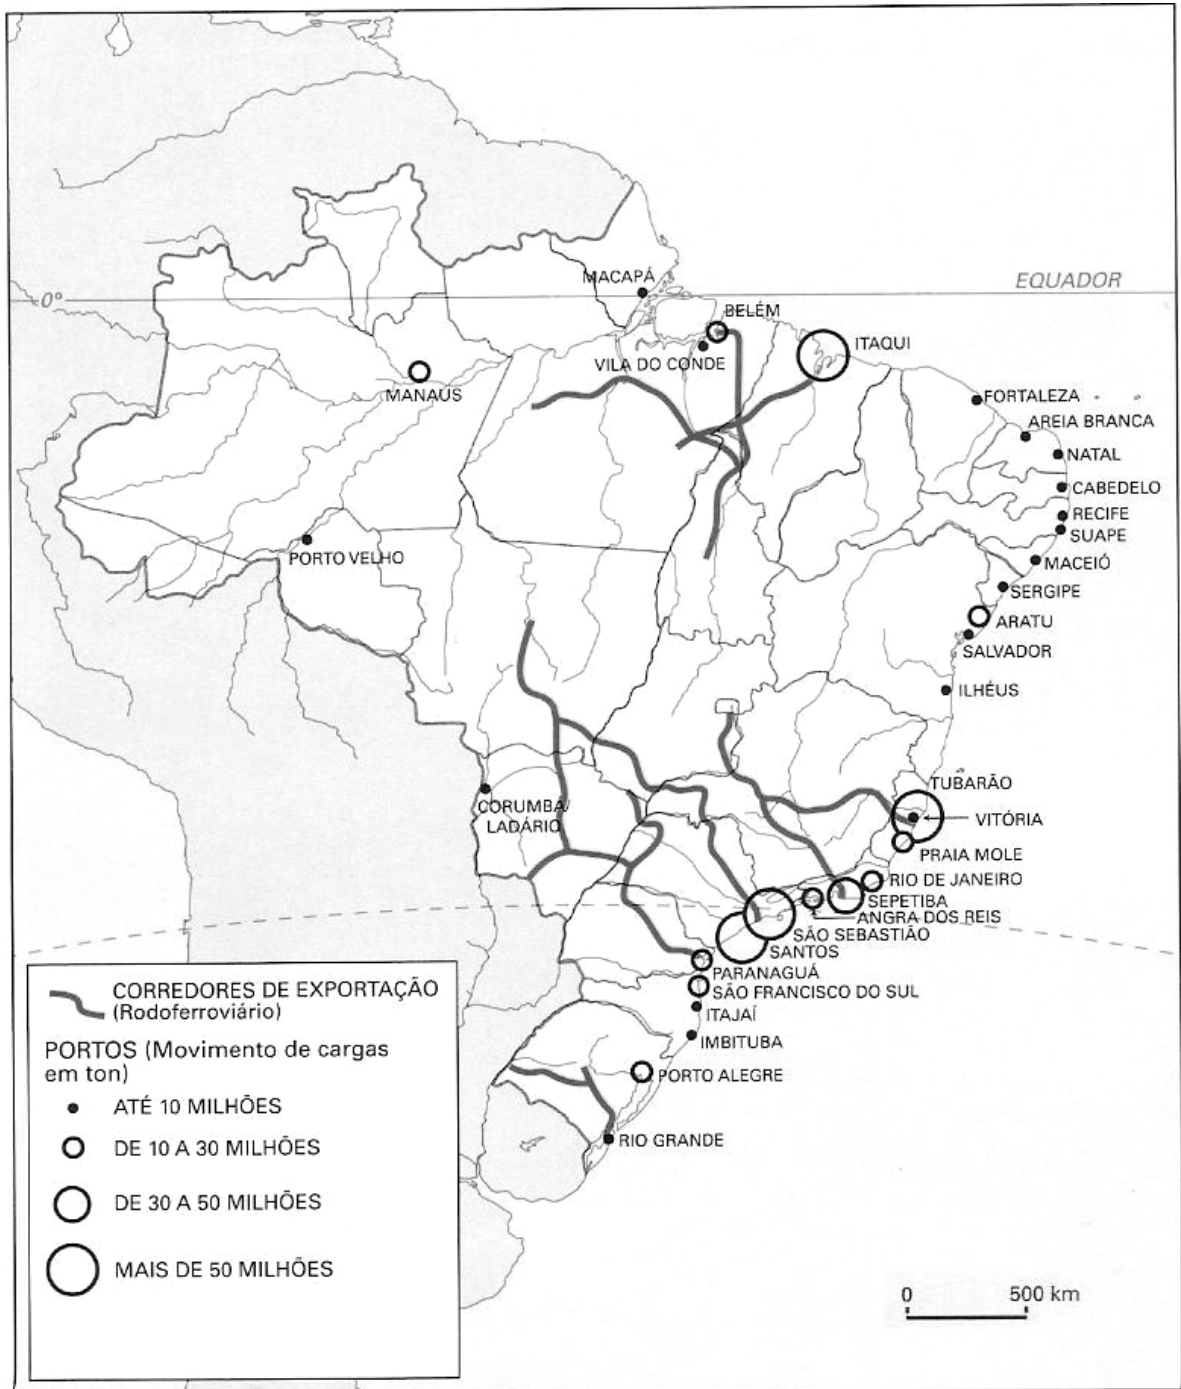 MACAPÁ
EQUADOR
0°
BELÉM
ITAQUI
VILA DO CONDE
MANAUS
FORTALEZA
AREIA BRANCA
NATAL
CABEDELO
RECIFE
SUAPE
PORTO VELHO
MACEIÓ
SERGIPE
ARATU
SALVADOR
ILHÉUS
TUBARÃO
CORUMBÁ/
LADÁRIO
VITÓRIA
PRAIA MOLE
RIO DE JANEIRO
SEPETIBA
ANGRA DOS REIS
SÃO SEBASTIÃO
SANTOS
PARANAGUÁ
SÃO FRANCISCO DO SUL
ITAJAÍ
IMBITUBA
PORTO ALEGRE
RIO GRANDE
CORREDORES DE EXPORTAÇÃO
(Rodoferroviário)
PORTOS (Movimento de cargas
em ton)
ATÉ 10 MILHÕES
DE 10 A 30 MILHÕES
DE 30 A 50 MILHÕES
MAIS DE 50 MILHÕES
0 500 km